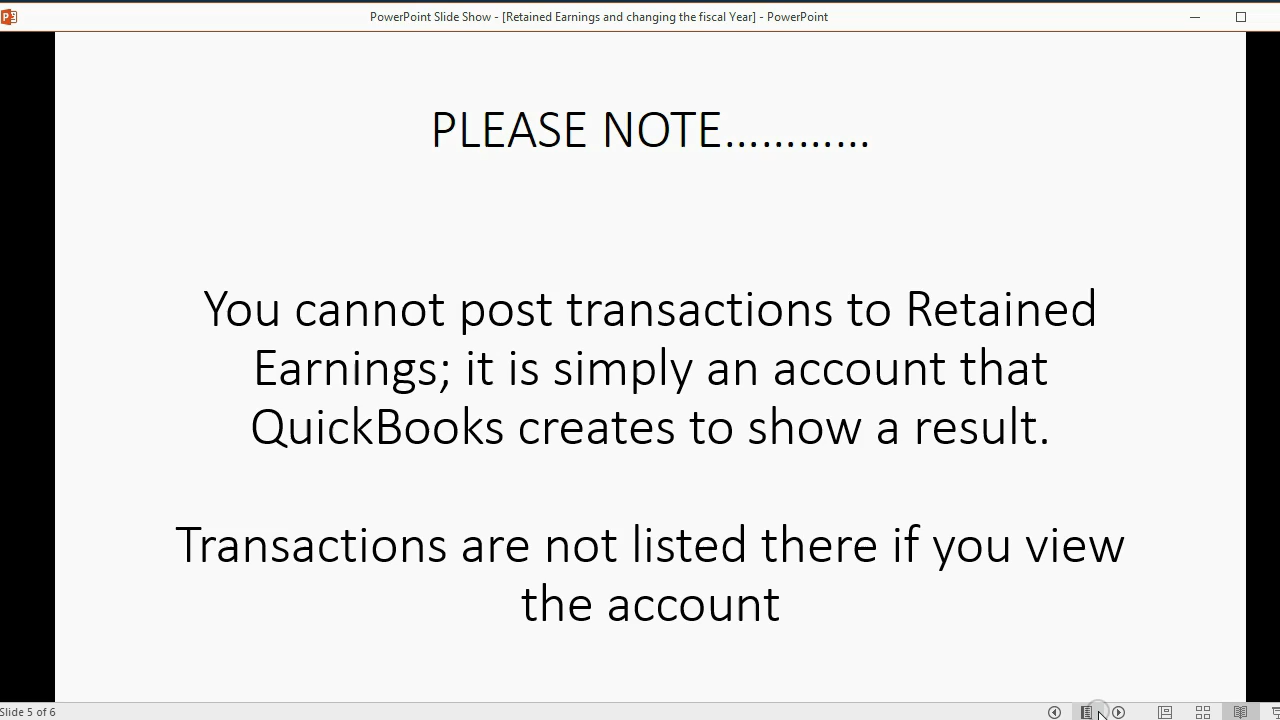 PowerPoint Slide Show - [Retained Earnings and changing the fiscal Year] - PowerPoint
PLEASE NOTE............
You cannot post transactions to Retained
Earnings; it is simply an account that
QuickBooks creates to show a result.
Transactions are not listed there if you view
the account
Slide 5 of 6